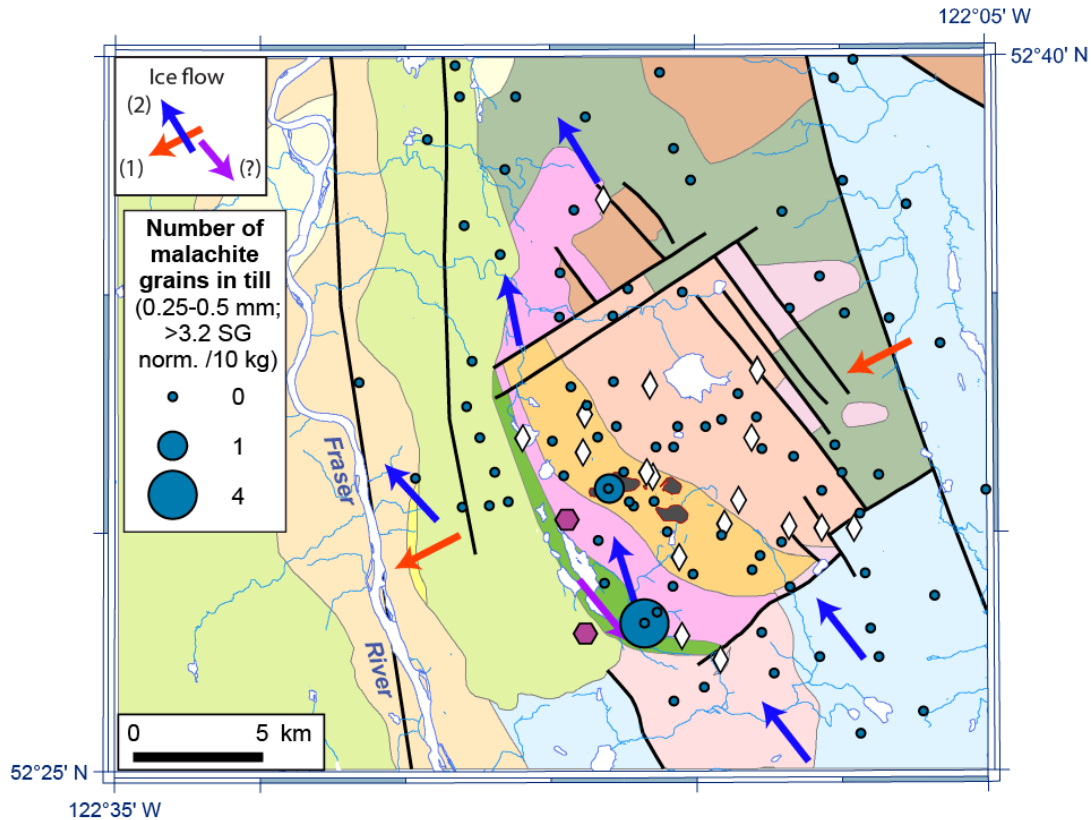 122°05' W
52°40' N
Ice flow
(2)
(1)
(?)
Number of
malachite
grains in till
(0.25-0.5 mm;
>3.2 SG
norm. /10 kg)
0
1
4
Fraser
River
0 5 km
52°25' N
122°35' W